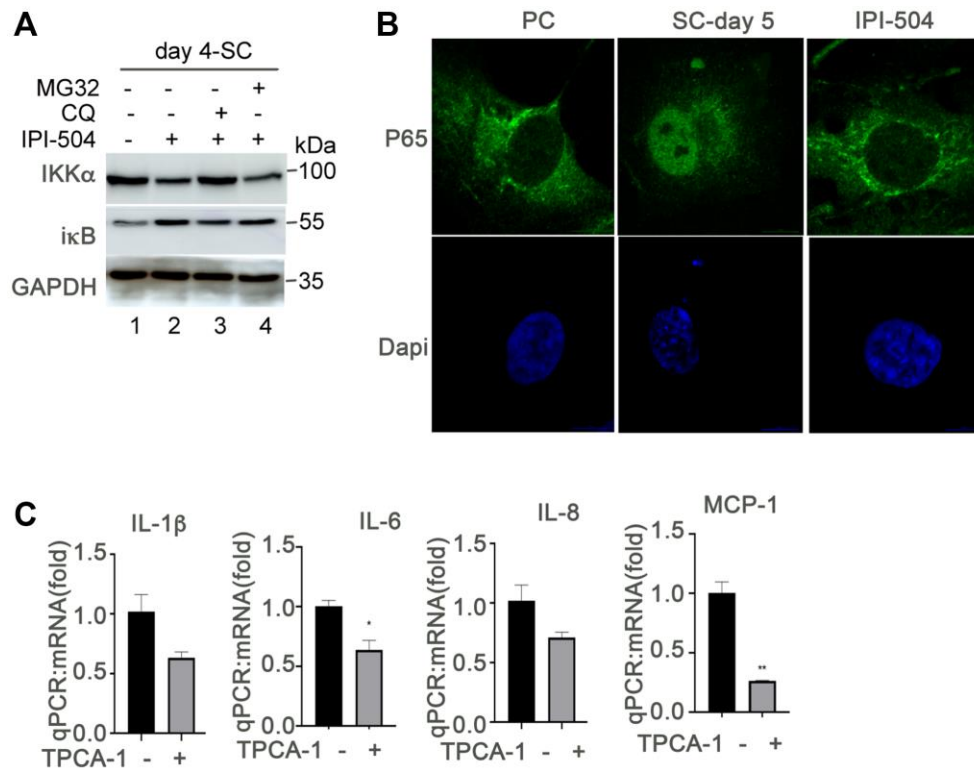 A
day 4-SC
MG32 - - - +
CQ - - + -
IPI-504 - + + + kDa
IKKα 100
iκB 55
GAPDH 35
1 2 3 4
B
PC SC-day 5 IPI-504
P65
Dapi
C
IL-1β
qPCR:mRNA(fold)
1.5
1.0
0.5
0.0
TPCA-1 - +
IL-6
qPCR:mRNA(fold)
1.5
1.0
*
0.5
0.0
TPCA-1 - +
IL-8
qPCR:mRNA(fold)
1.5
1.0
0.5
0.0
TPCA-1 - +
MCP-1
qPCR:mRNA(fold)
1.5
1.0
0.5
**
0.0
TPCA-1 - +